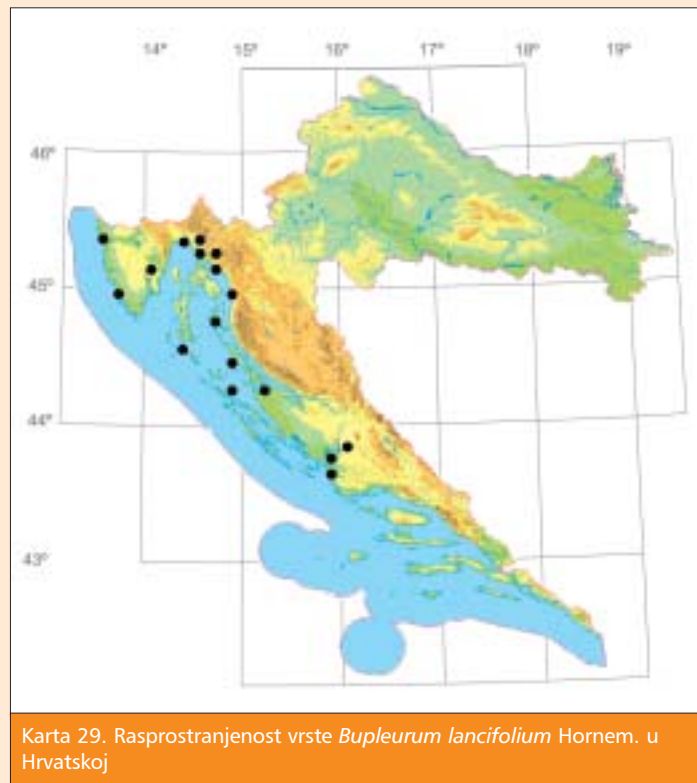 14° 15° 16° 17° 18° 19°
46°
45°
44°
43°
Karta 29. Rasprostranjenost vrste Bupleurum lancifolium Hornem. u
Hrvatskoj